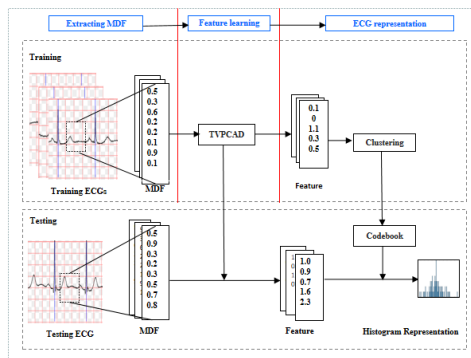 Extracting MDF
Feature learning
ECG representation
Training
0.5
0.3
0.6
0.2
0.2
0.1
0.9
0.1
TVPCAD
0.1
0
1.1
0.3
0.5
Clustering
Training ECGs
MDF
Feature
Testing
0.5
0.9
0.3
0.2
0.3
0.5
0.7
0.8
Codebook
1.0
0.9
0.7
1.6
2.3
Testing ECG
MDF
Feature
Histogram Representation